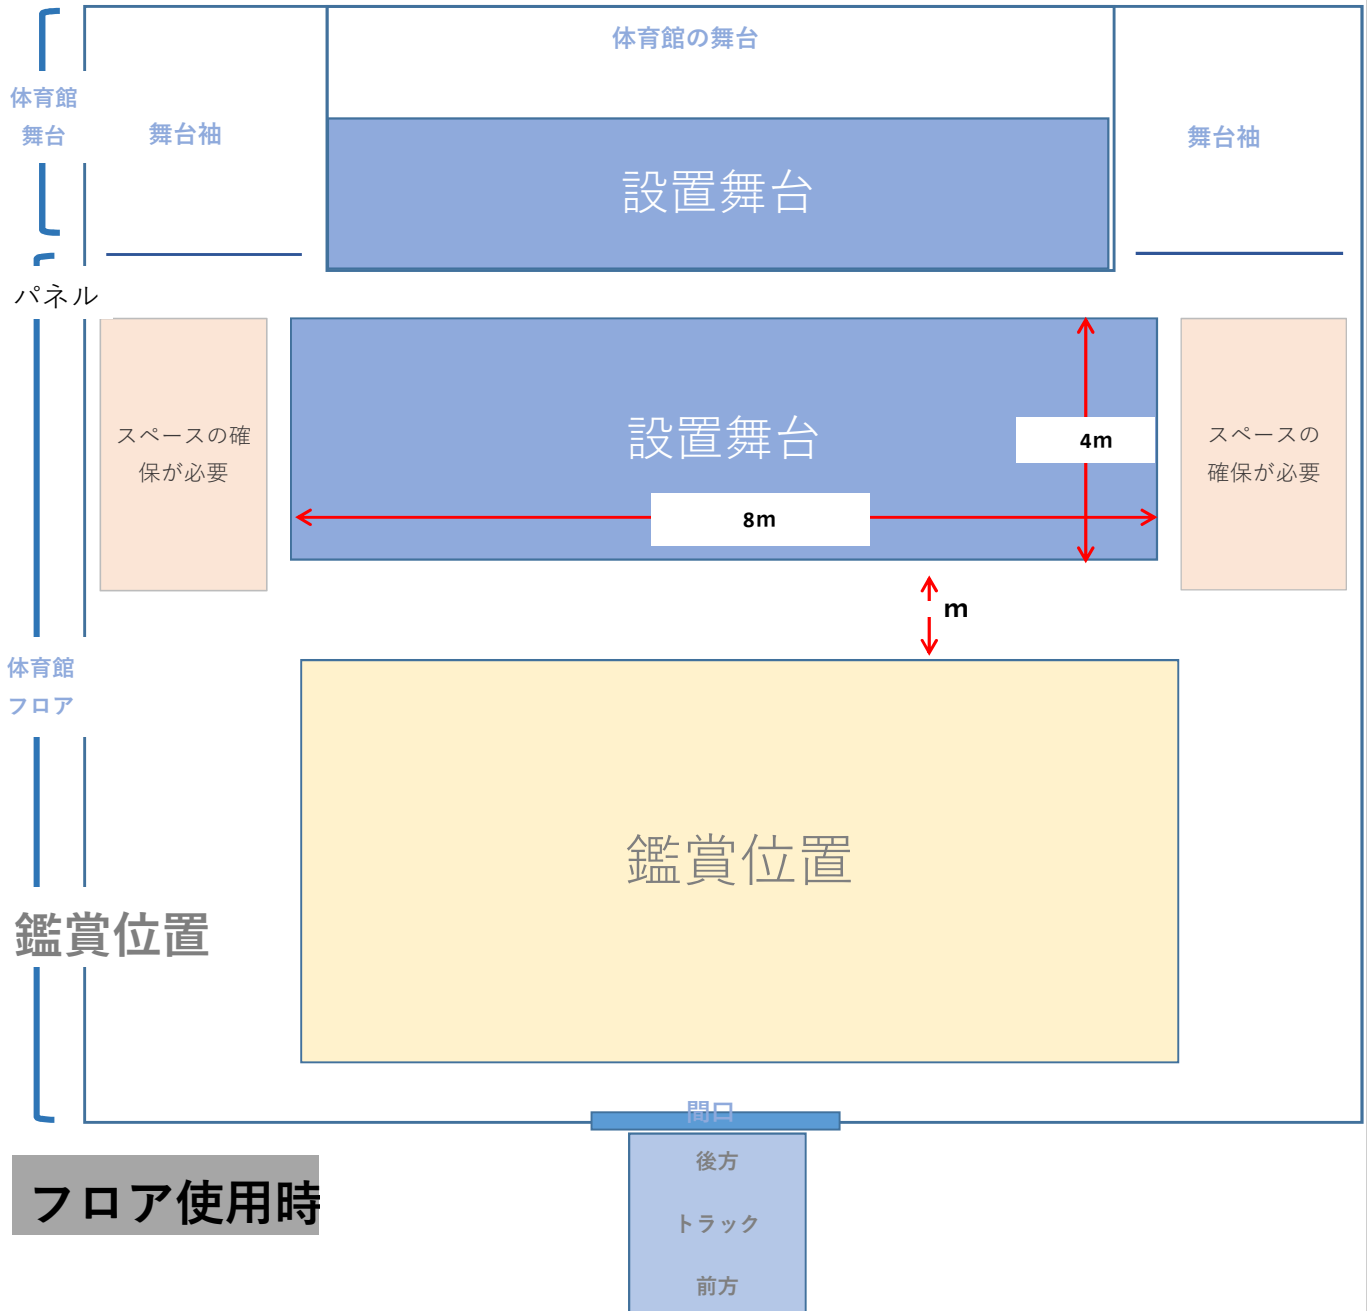 体育館の舞台
体育館
舞台
舞台袖
舞台袖
設置舞台
パネル
スペースの確
保が必要
設置舞台
4m
8m
スペースの
確保が必要
m
体育館
フロア
鑑賞位置
鑑賞位置
間口
後方
トラック
前方
フロア使用時